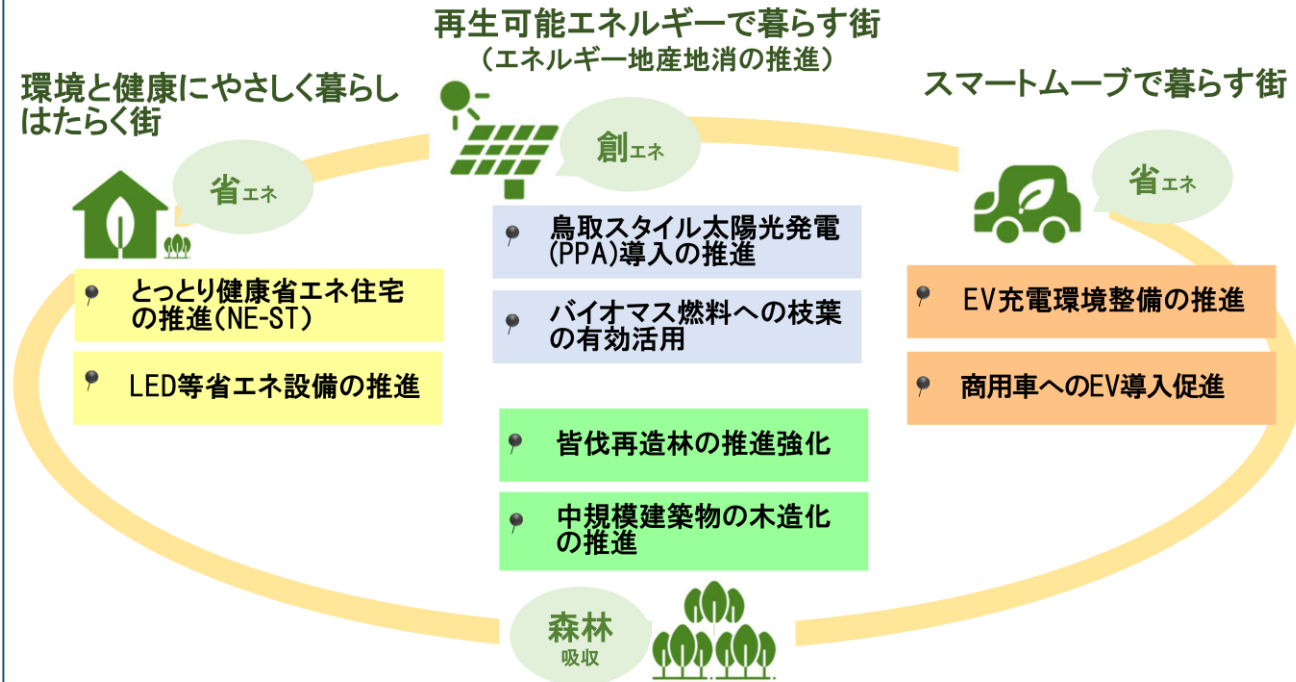 再生可能エネルギーで暮らす街
（エネルギー地産地消の推進）
環境と健康にやさしく暮らし
はたらく街
スマートムーブで暮らす街
省エネ
創エネ
省エネ
とっとり健康省エネ住宅
の推進(NE-ST)
LED等省エネ設備の推進
鳥取スタイル太陽光発電
(PPA)導入の推進
バイオマス燃料への枝葉
の有効活用
EV充電環境整備の推進
商用車へのEV導入促進
皆伐再造林の推進強化
中規模建築物の木造化
の推進
森林
吸収